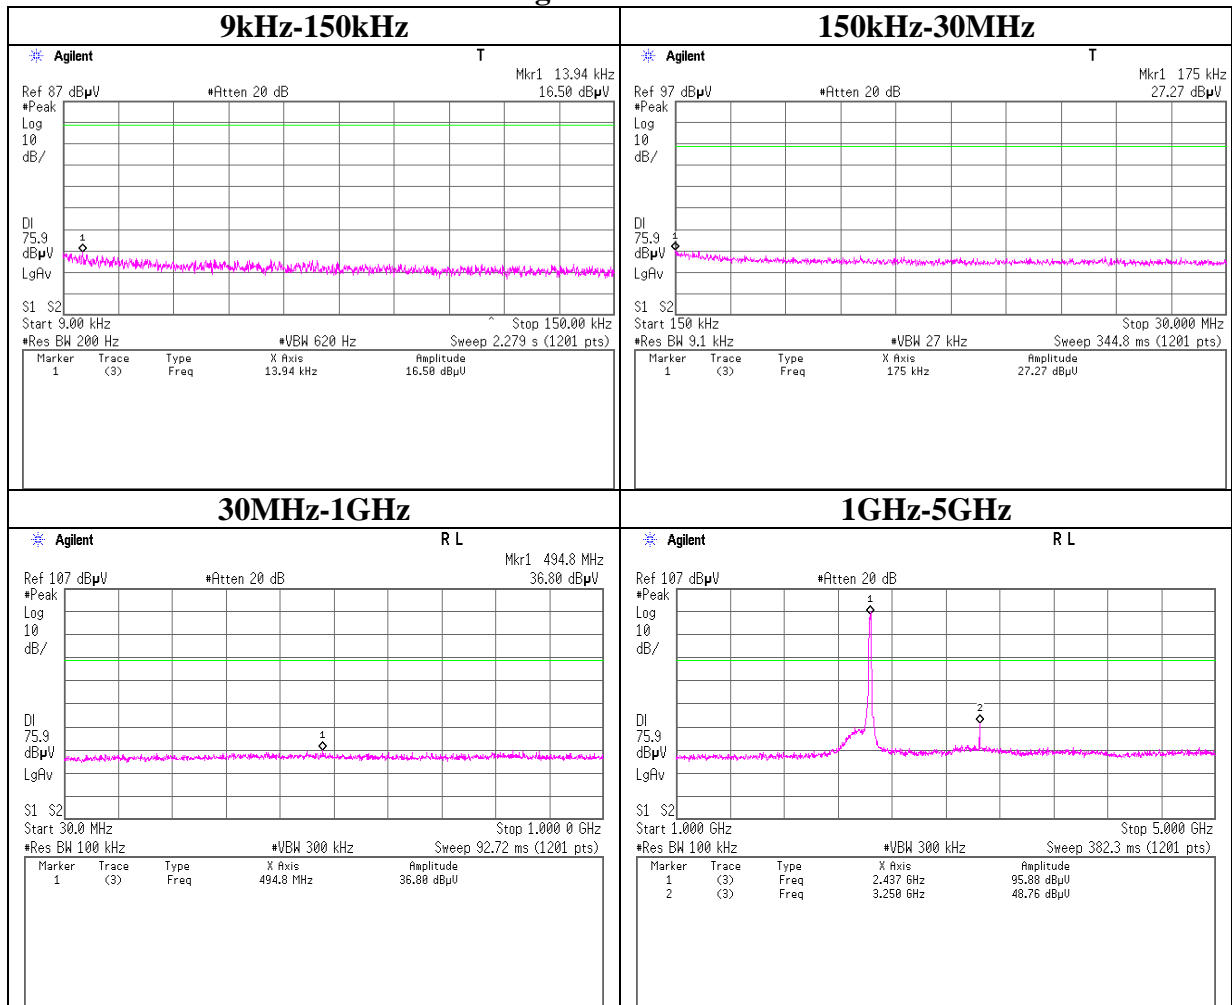 9kHz-150kHz
150kHz-30MHz
Agilent T
Mkr1 13.94 kHz
Ref 87 dBµV #Atten 20 dB 16.50 dBµV
#Peak
Log
10
dB/
DI
75.9
dBµV
LgAv
1
S1 S2
Start 9.00 kHz ^ Stop 150.00 kHz
#Res BW 200 Hz #VBW 620 Hz Sweep 2.279 s (1201 pts)
Marker Trace Type X Axis Amplitude
1 (3) Freq 13.94 kHz 16.50 dBµV
Agilent T
Mkr1 175 kHz
Ref 97 dBµV #Atten 20 dB 27.27 dBµV
#Peak
Log
10
dB/
DI
75.9
dBµV
LgAv
1
S1 S2
Start 150 kHz Stop 30.000 MHz
#Res BW 9.1 kHz #VBW 27 kHz Sweep 344.8 ms (1201 pts)
Marker Trace Type X Axis Amplitude
1 (3) Freq 175 kHz 27.27 dBµV
30MHz-1GHz
1GHz-5GHz
Agilent R L
Mkr1 494.8 MHz
Ref 107 dBµV #Atten 20 dB 36.80 dBµV
#Peak
Log
10
dB/
DI
75.9
dBµV
LgAv
1
S1 S2
Start 30.0 MHz Stop 1.000 0 GHz
#Res BW 100 kHz #VBW 300 kHz Sweep 92.72 ms (1201 pts)
Marker Trace Type X Axis Amplitude
1 (3) Freq 494.8 MHz 36.80 dBµV
Agilent R L
Ref 107 dBµV #Atten 20 dB
#Peak
Log
10
dB/
DI
75.9
dBµV
LgAv
1
2
S1 S2
Start 1.000 GHz Stop 5.000 GHz
#Res BW 100 kHz #VBW 300 kHz Sweep 382.3 ms (1201 pts)
Marker Trace Type X Axis Amplitude
1 (3) Freq 2.437 GHz 95.88 dBµV
2 (3) Freq 3.250 GHz 48.76 dBµV